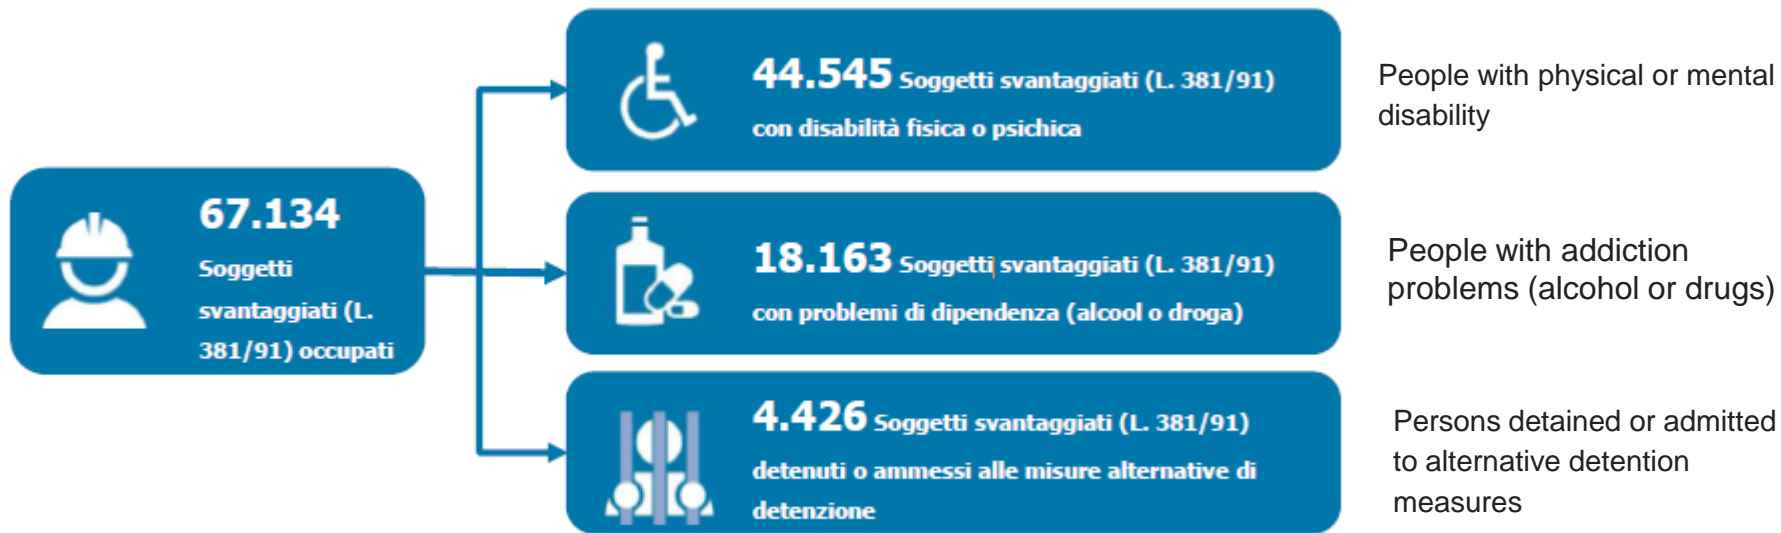 67.134
Soggetti
svantaggiati (L.
381/91) occupati
44.545 Soggetti svantaggiati (L. 381/91)
con disabilità fisica o psichica
People with physical or mental
disability
18.163 Soggetti svantaggiati (L. 381/91)
con problemi di dipendenza (alcool o droga)
People with addiction
problems (alcohol or drugs)
4.426 Soggetti svantaggiati (L. 381/91)
detenuti o ammessi alle misure alternative di
detenzione
Persons detained or admitted
to alternative detention
measures